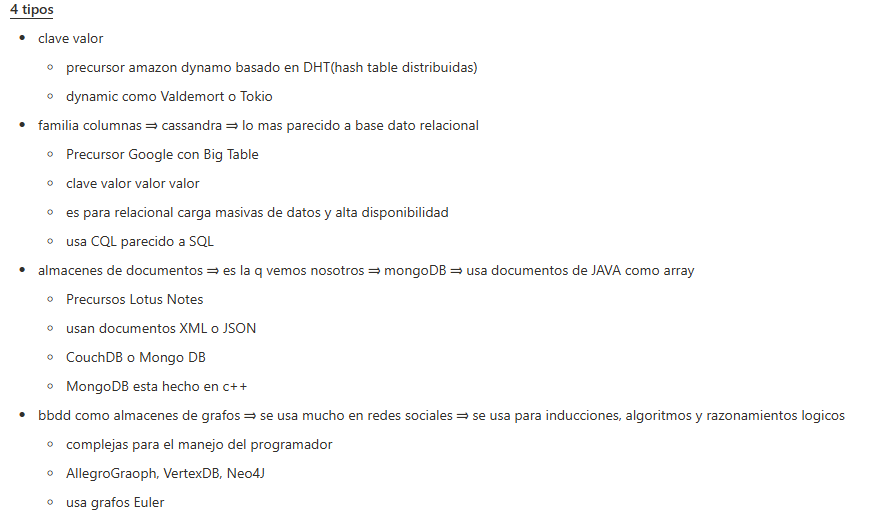 4 tipos
clave valor
precursor amazon dynamo basado en DHT(hash table distribuidas)
dynamic como Valdemort o Tokio
familia columnas ⟹ cassandra ⟹ lo mas parecido a base dato relacional
Precursor Google con Big Table
clave valor valor valor
es para relacional carga masivas de datos y alta disponibilidad
usa CQL parecido a SQL
almacenes de documentos ⟹ es la q vemos nosotros ⟹ mongoDB ⟹ usa documentos de JAVA como array
Precursos Lotus Notes
usan documentos XML o JSON
CouchDB o Mongo DB
MongoDB esta hecho en c++
bbdd como almacenes de grafos ⟹ se usa mucho en redes sociales ⟹ se usa para inducciones, algoritmos y razonamientos logicos
complejas para el manejo del programador
AllegroGraoph, VertexDB, Neo4J
usa grafos Euler